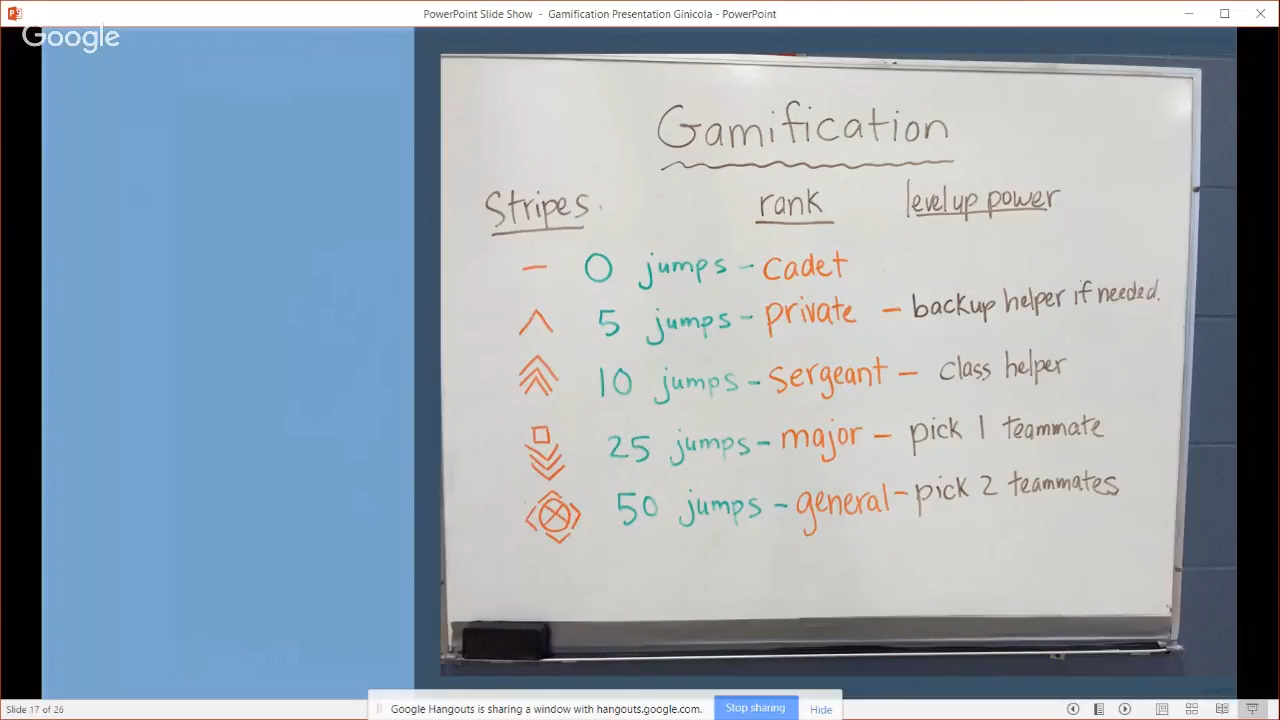 PowerPoint Slide Show - Gamification Presentation Ginicola - PowerPoint
Google
Gamification
Stripes. rank level up power
0 jumps - cadet
5 jumps - private - backup helper if needed.
10 jumps - sergeant - class helper
25 jumps - major - pick 1 teammate
50 jumps - general - pick 2 teammates
Google Hangouts is sharing a window with hangouts.google.com. Stop sharing Hide
Slide 17 of 26